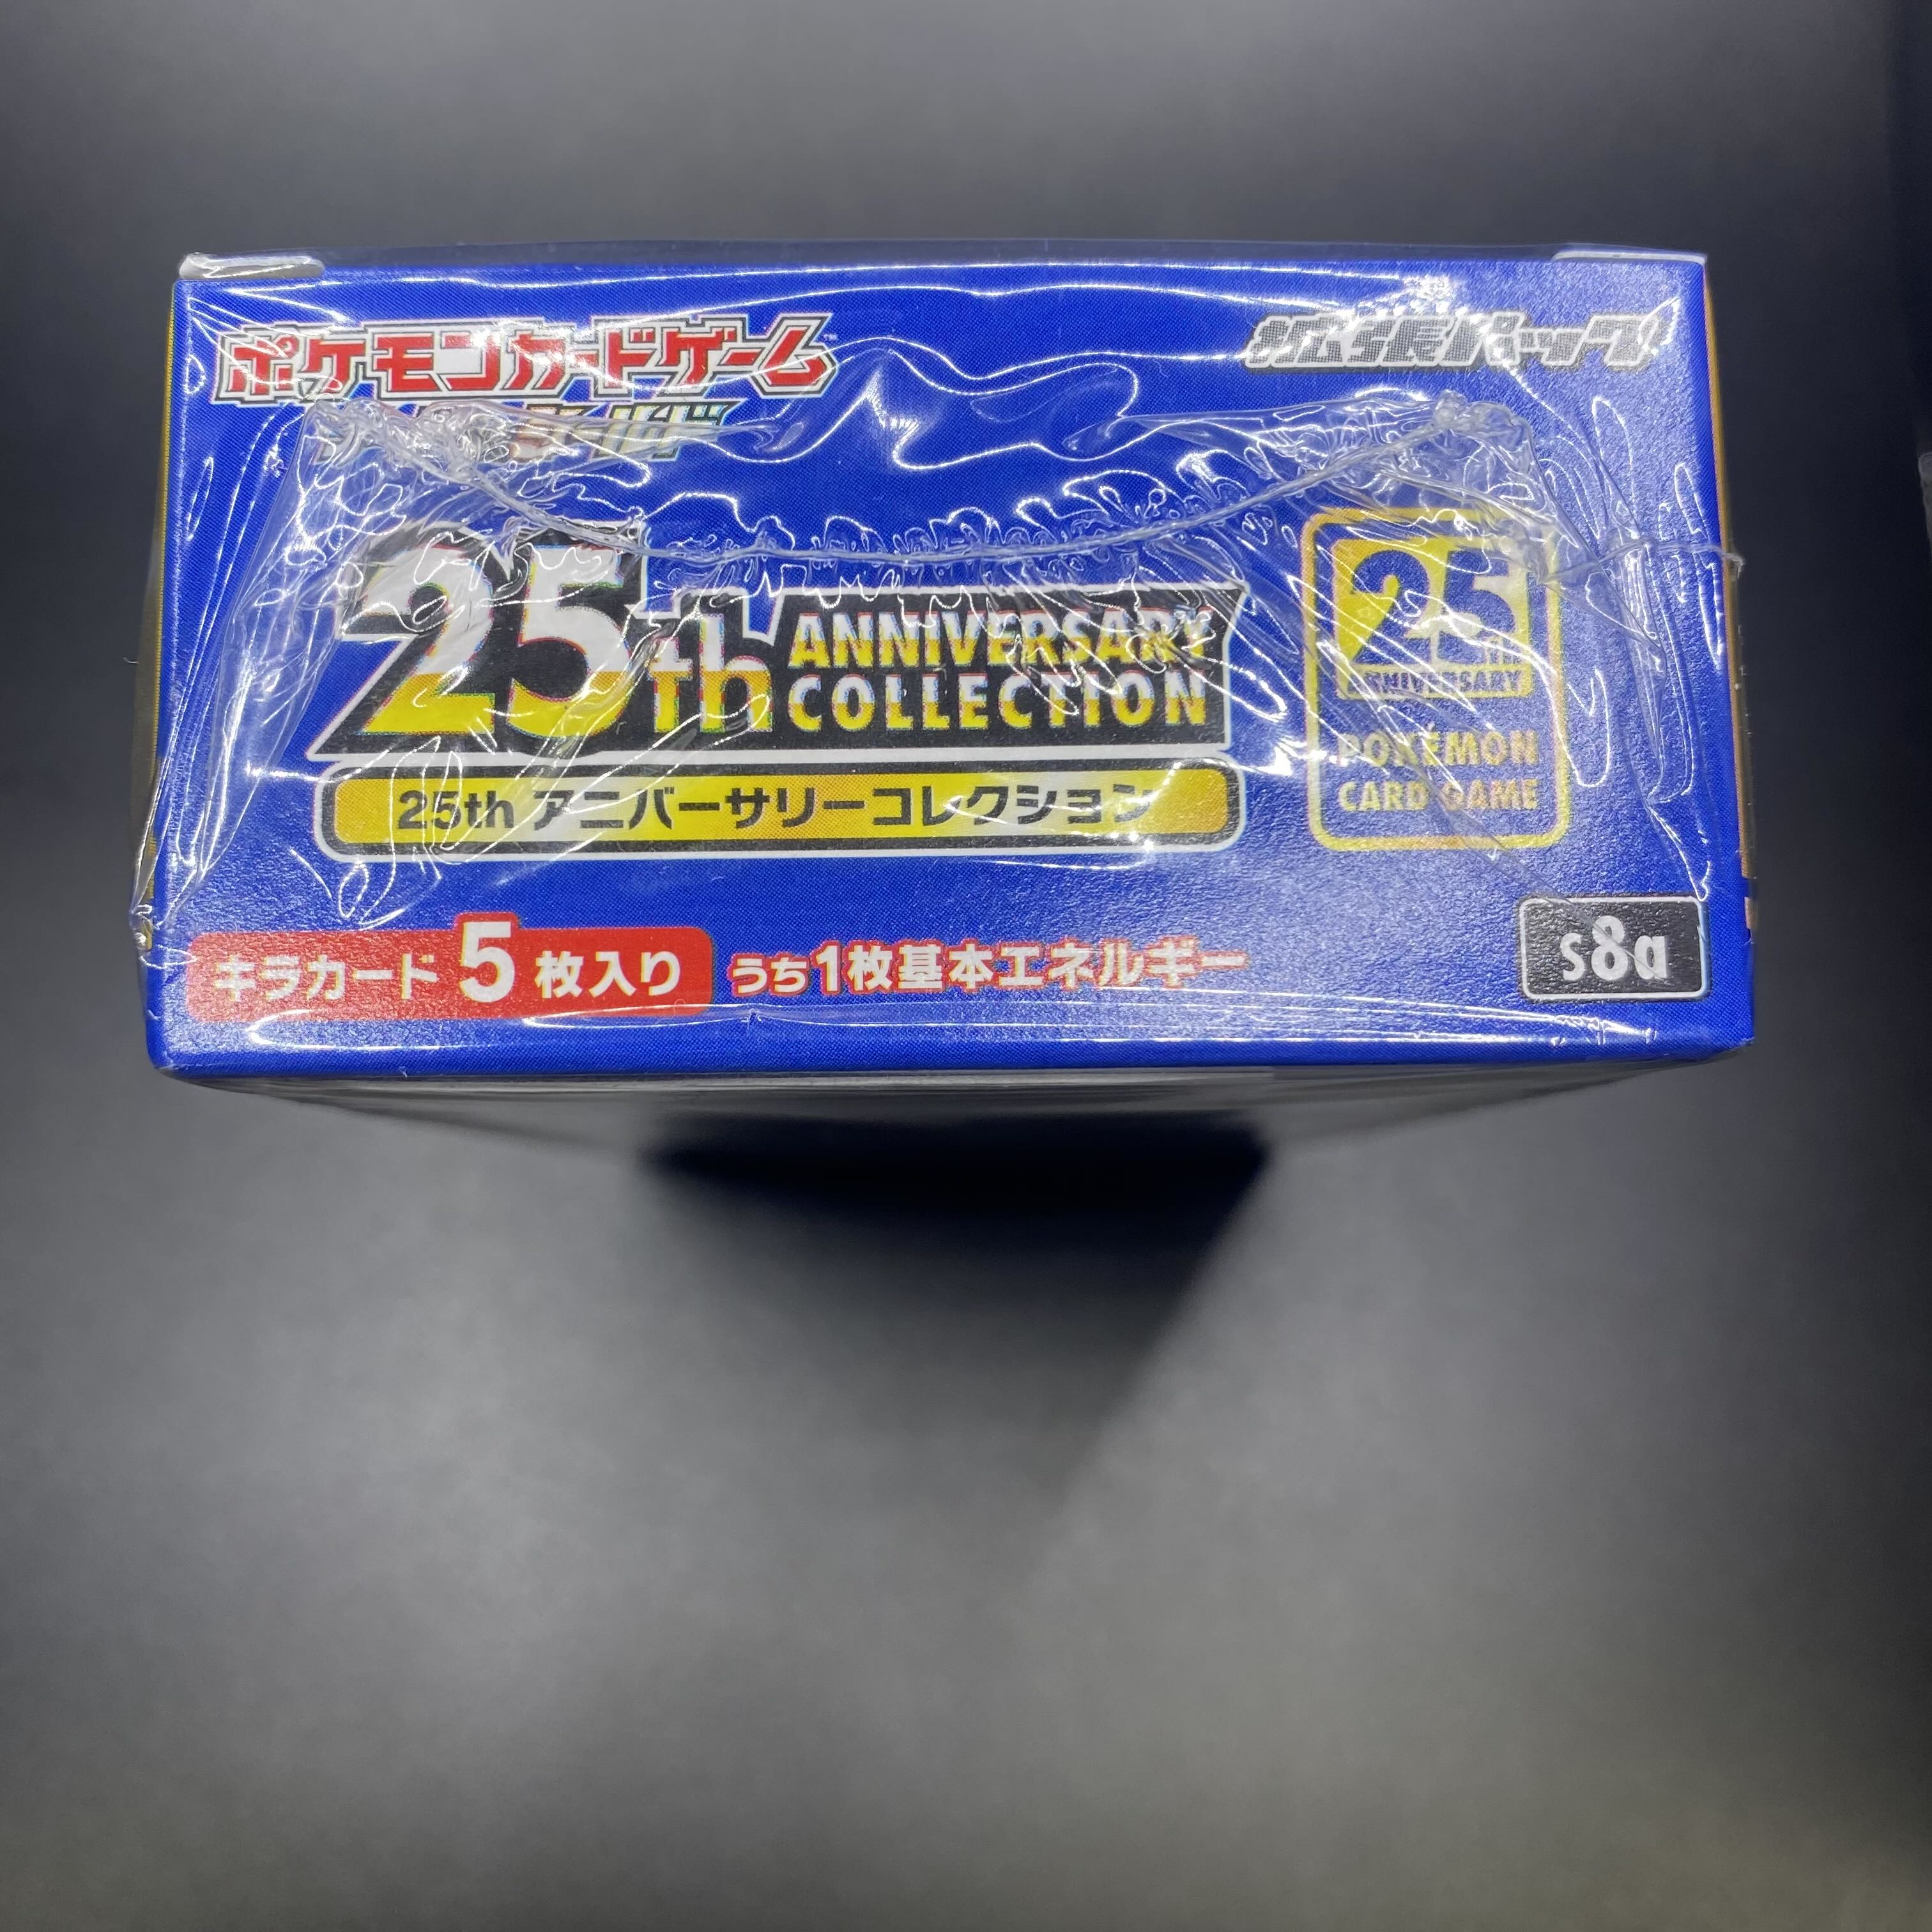 ポケモンカードゲーム
拡張パック
25th ANNIVERSARY
COLLECTION
25th アニバーサリーコレクション
25th
ANNIVERSARY
POKÉMON
CARD GAME
キラカード5枚入り うち1枚基本エネルギー
s8a